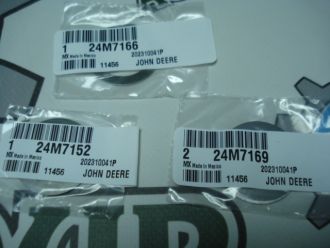 1 24M7166
MX Made in Mexico 202310041P
11456 JOHN DEERE
1 24M7152
MX Made in Mexico 202310041P
11456 JOHN DEERE
2 24M7169
MX Made in Mexico 202310041P
11456 JOHN DEERE